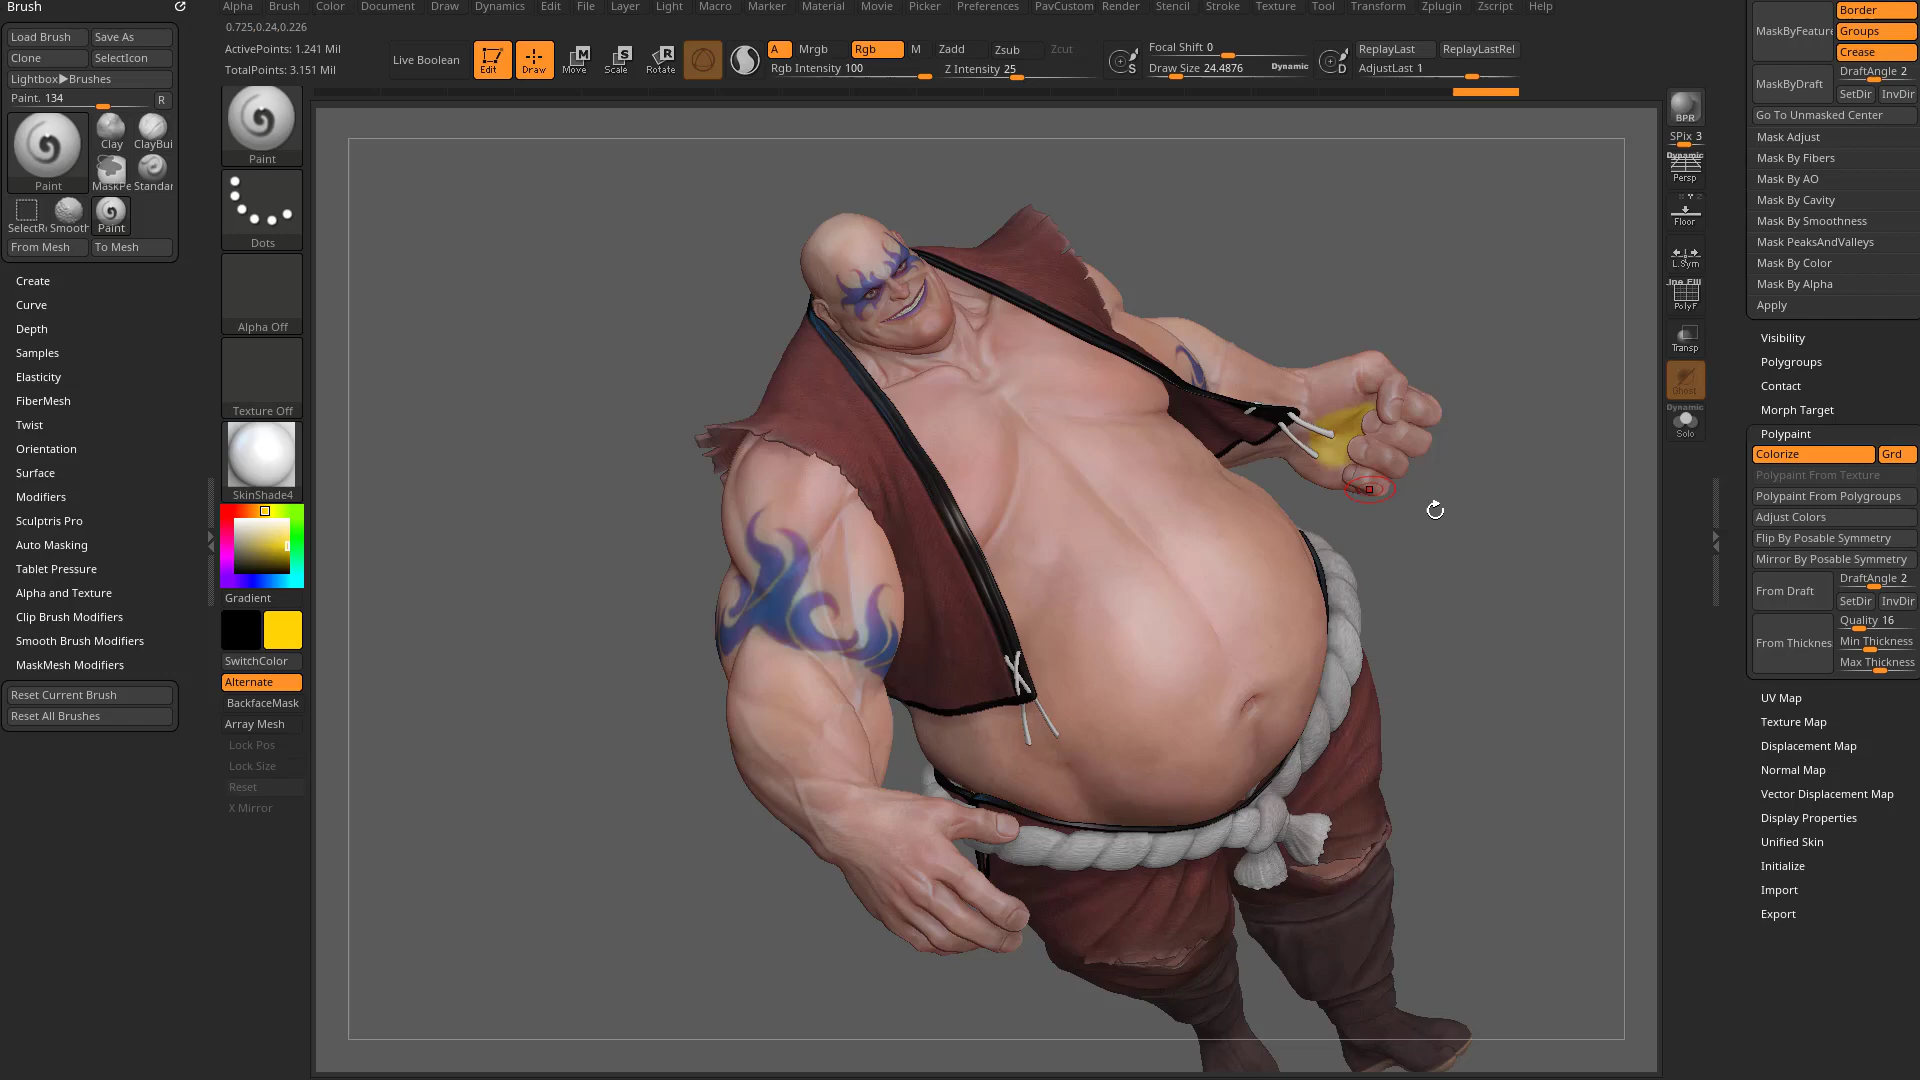 Brush
Alpha Brush Color Document Draw Dynamics Edit File Layer Light Macro Marker Material Movie Picker Preferences PavCustom Render Stencil Stroke Texture Tool Transform Zplugin Zscript Help
0.725,0.24,0.226
ActivePoints: 1.241 Mil
TotalPoints: 3.151 Mil
Live Boolean
Edit
Draw
Move
Scale
Rotate
A Mrgb Rgb M Zadd Zsub Zcut
Rgb Intensity 100
Z Intensity 25
Focal Shift 0
Draw Size 24.4876
Dynamic
S
D
ReplayLast ReplayLastRel
AdjustLast 1
Load Brush Save As
Clone SelectIcon
Lightbox▶Brushes
Paint. 134 R
Paint
Clay ClayBui
MaskPe Standar
SelectRe Smooth Paint
From Mesh To Mesh
Create
Curve
Depth
Samples
Elasticity
FiberMesh
Twist
Orientation
Surface
Modifiers
Sculptris Pro
Auto Masking
Tablet Pressure
Alpha and Texture
Clip Brush Modifiers
Smooth Brush Modifiers
MaskMesh Modifiers
Reset Current Brush
Reset All Brushes
Paint
Dots
Alpha Off
Texture Off
SkinShade4
Gradient
SwitchColor
Alternate
BackfaceMask
Array Mesh
Lock Pos
Lock Size
Reset
X Mirror
BPR
SPix 3
Dynamic
Persp
Floor
L.Sym
Line Fill
PolyF
Transp
Ghost
Dynamic
Solo
MaskByFeature
Border
Groups
Crease
MaskByDraft
DraftAngle 2
SetDir InvDir
Go To Unmasked Center
Mask Adjust
Mask By Fibers
Mask By AO
Mask By Cavity
Mask By Smoothness
Mask PeaksAndValleys
Mask By Color
Mask By Alpha
Apply
Visibility
Polygroups
Contact
Morph Target
Polypaint
Colorize Grd
Polypaint From Texture
Polypaint From Polygroups
Adjust Colors
Flip By Posable Symmetry
Mirror By Posable Symmetry
From Draft
DraftAngle 2
SetDir InvDir
From Thicknes
Quality 16
Min Thickness
Max Thickness
UV Map
Texture Map
Displacement Map
Normal Map
Vector Displacement Map
Display Properties
Unified Skin
Initialize
Import
Export